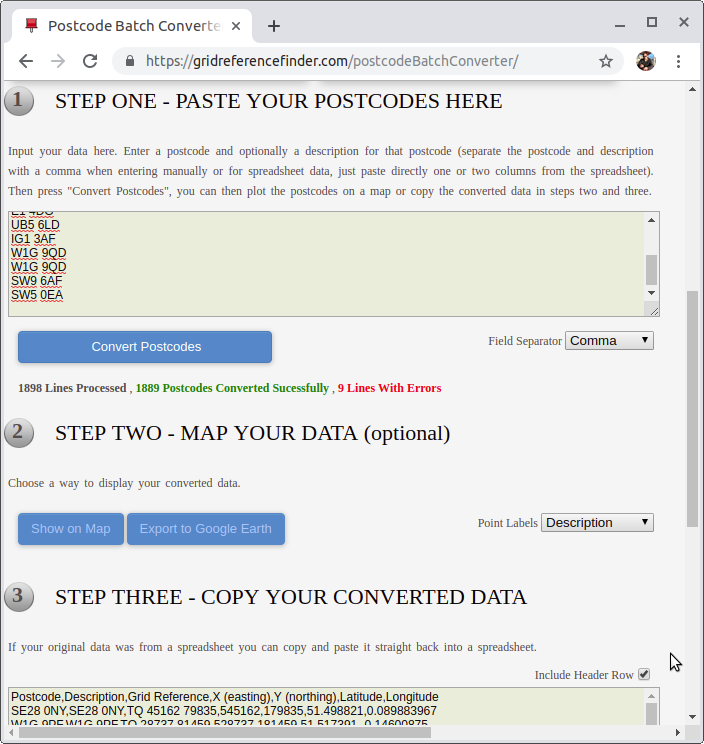 Postcode Batch Converte
https://gridreferencefinder.com/postcodeBatchConverter/
1 STEP ONE - PASTE YOUR POSTCODES HERE
Input your data here. Enter a postcode and optionally a description for that postcode (separate the postcode and description
with a comma when entering manually or for spreadsheet data, just paste directly one or two columns from the spreadsheet).
Then press "Convert Postcodes", you can then plot the postcodes on a map or copy the converted data in steps two and three.
UB5 6LD
IG1 3AF
W1G 9QD
W1G 9QD
SW9 6AF
SW5 0EA
Convert Postcodes
Field Separator Comma
1898 Lines Processed , 1889 Postcodes Converted Sucessfully , 9 Lines With Errors
2 STEP TWO - MAP YOUR DATA (optional)
Choose a way to display your converted data.
Show on Map Export to Google Earth
Point Labels Description
3 STEP THREE - COPY YOUR CONVERTED DATA
If your original data was from a spreadsheet you can copy and paste it straight back into a spreadsheet.
Include Header Row
Postcode,Description,Grid Reference,X (easting),Y (northing),Latitude,Longitude
SE28 0NY,SE28 0NY,TQ 45162 79835,545162,179835,51.498821,0.089883967